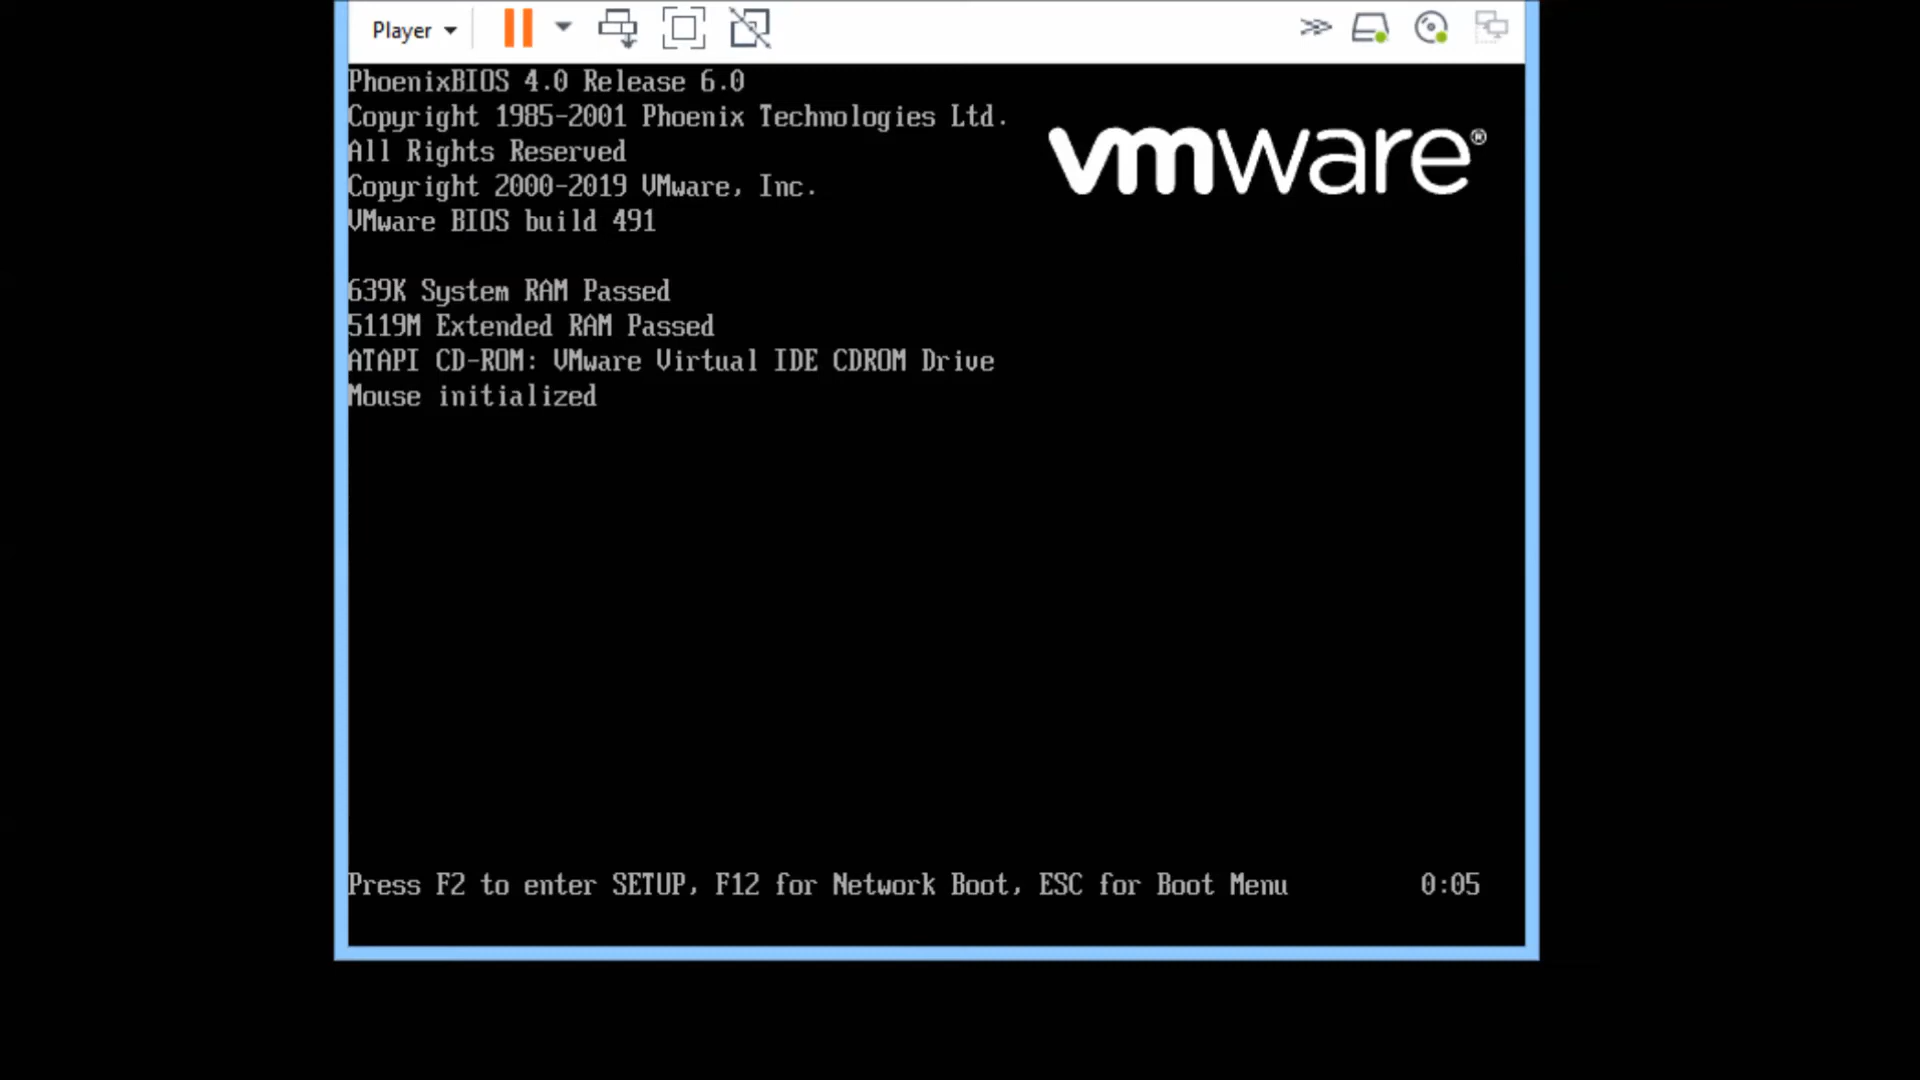 Player
PhoenixBIOS 4.0 Release 6.0
Copyright 1985-2001 Phoenix Technologies Ltd.
All Rights Reserved
Copyright 2000-2019 VMware, Inc.
VMware BIOS build 491
vmware®
639K System RAM Passed
5119M Extended RAM Passed
ATAPI CD-ROM: VMware Virtual IDE CDROM Drive
Mouse initialized
Press F2 to enter SETUP, F12 for Network Boot, ESC for Boot Menu 0:05